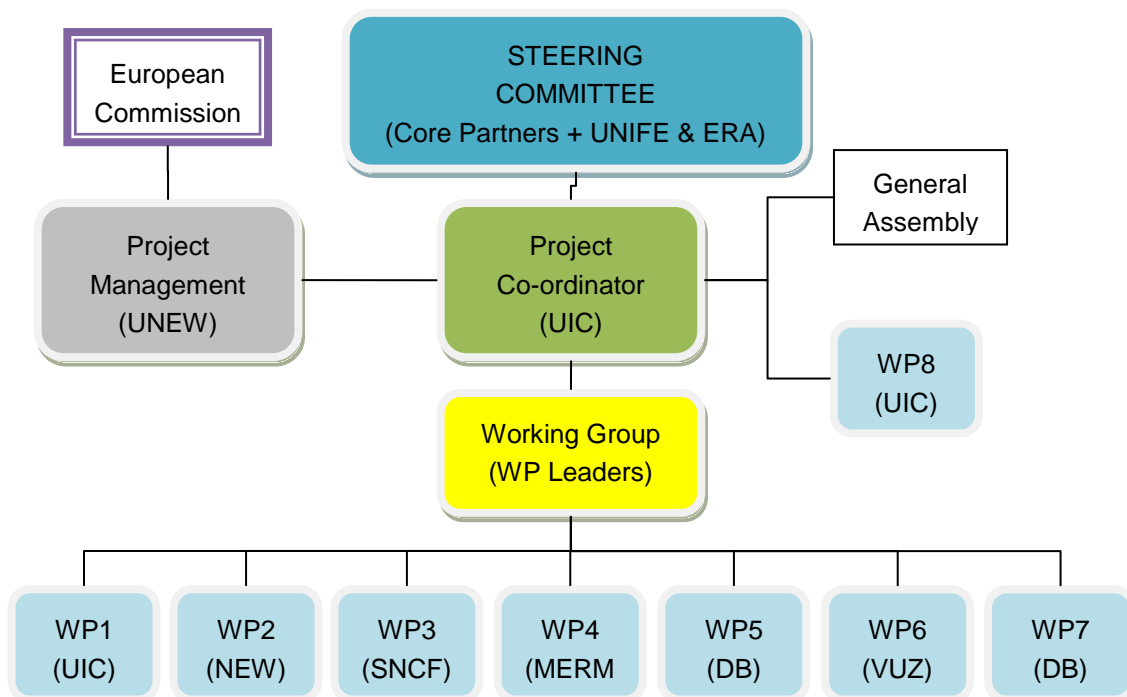 European
Commission
STEERING
COMMITTEE
(Core Partners + UNIFE & ERA)
General
Assembly
Project
Management
(UNEW)
Project
Co-ordinator
(UIC)
WP8
(UIC)
Working Group
(WP Leaders)
WP1
(UIC)
WP2
(NEW)
WP3
(SNCF)
WP4
(MERM
WP5
(DB)
WP6
(VUZ)
WP7
(DB)